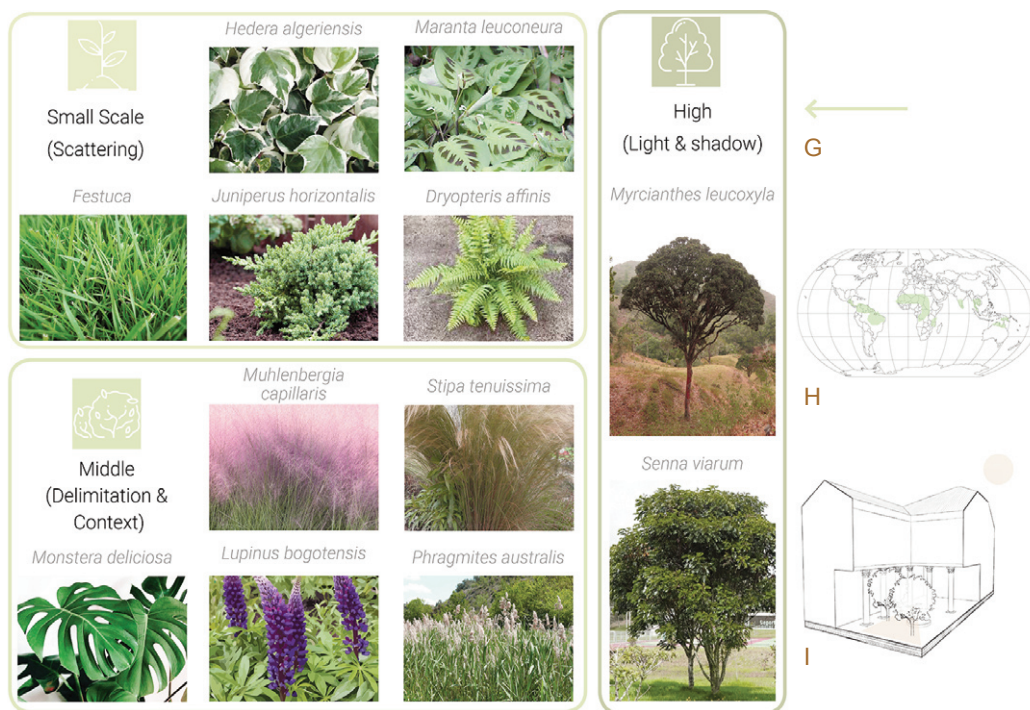 Small Scale
(Scattering)
Hedera algeriensis
Maranta leuconeura
Festuca
Juniperus horizontalis
Dryopteris affinis
Middle
(Delimitation &
Context)
Muhlenbergia
capillaris
Stipa tenuissima
Monstera deliciosa
Lupinus bogotensis
Phragmites australis
High
(Light & shadow)
Myrcianthes leucoxyla
Senna viarum
G
H
I